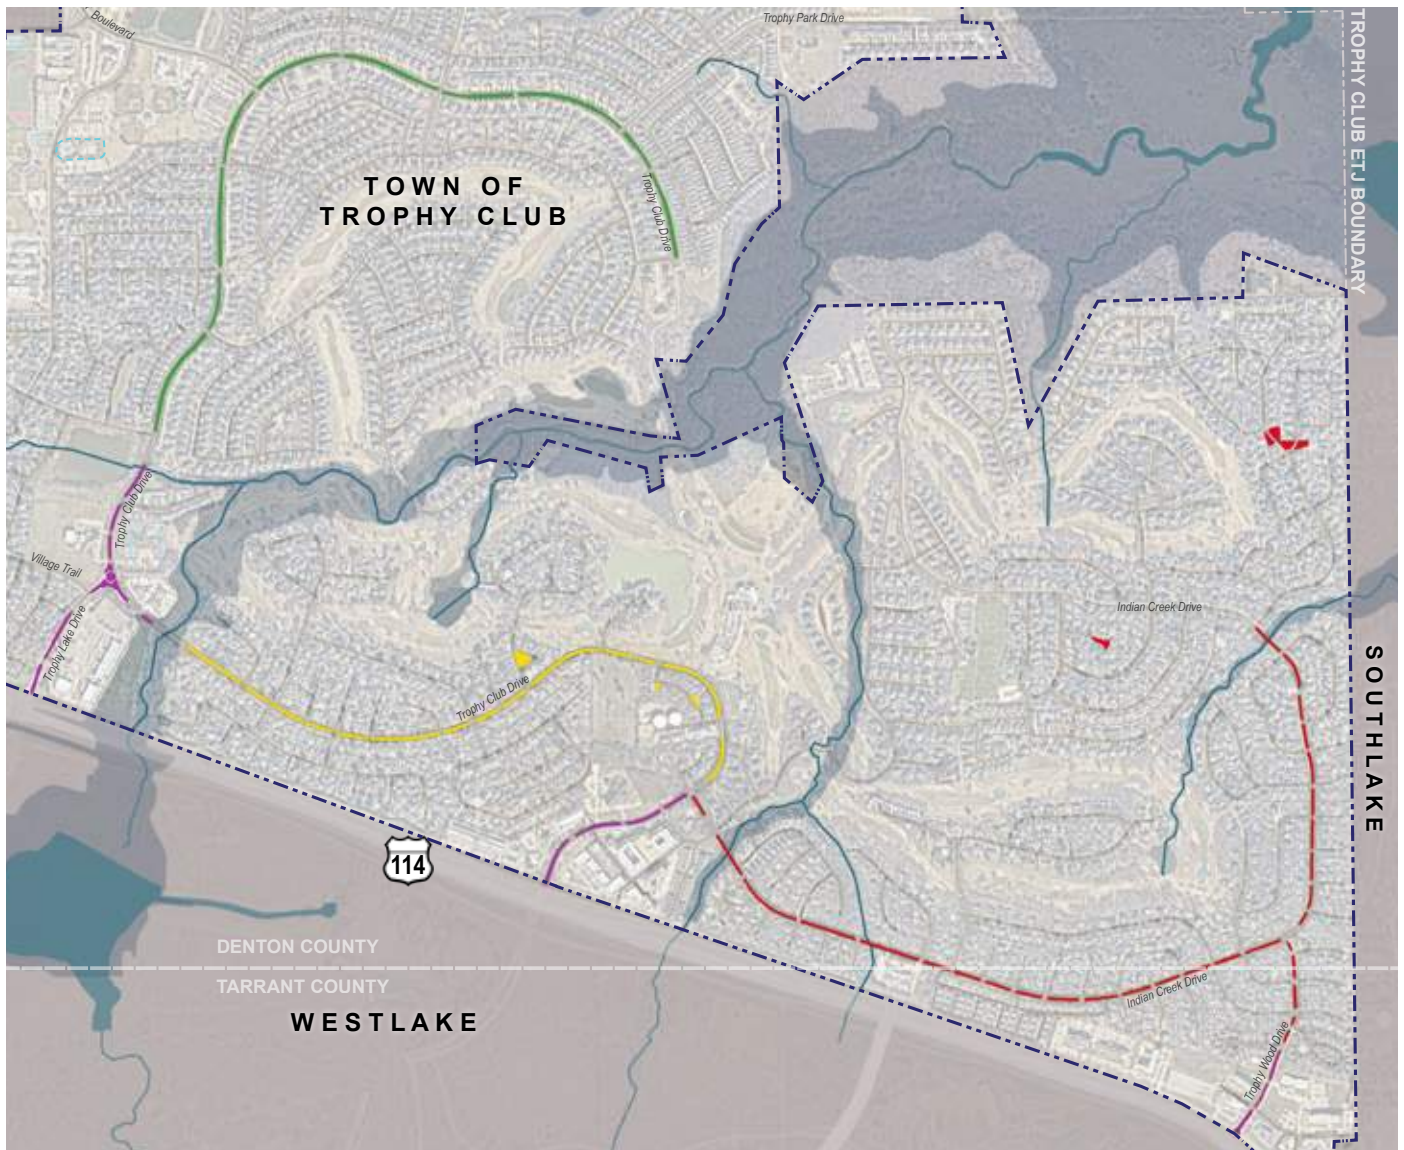 Boulevard
Trophy Park Drive
TROPHY CLUB ETJ BOUNDARY
TOWN OF
TROPHY CLUB
Trophy Club Drive
Trophy Club Drive
Village Trail
Trophy Lake Drive
Indian Creek Drive
Trophy Club Drive
SOUTHLAKE
114
DENTON COUNTY
TARRANT COUNTY
Indian Creek Drive
WESTLAKE
Trophy Wood Drive